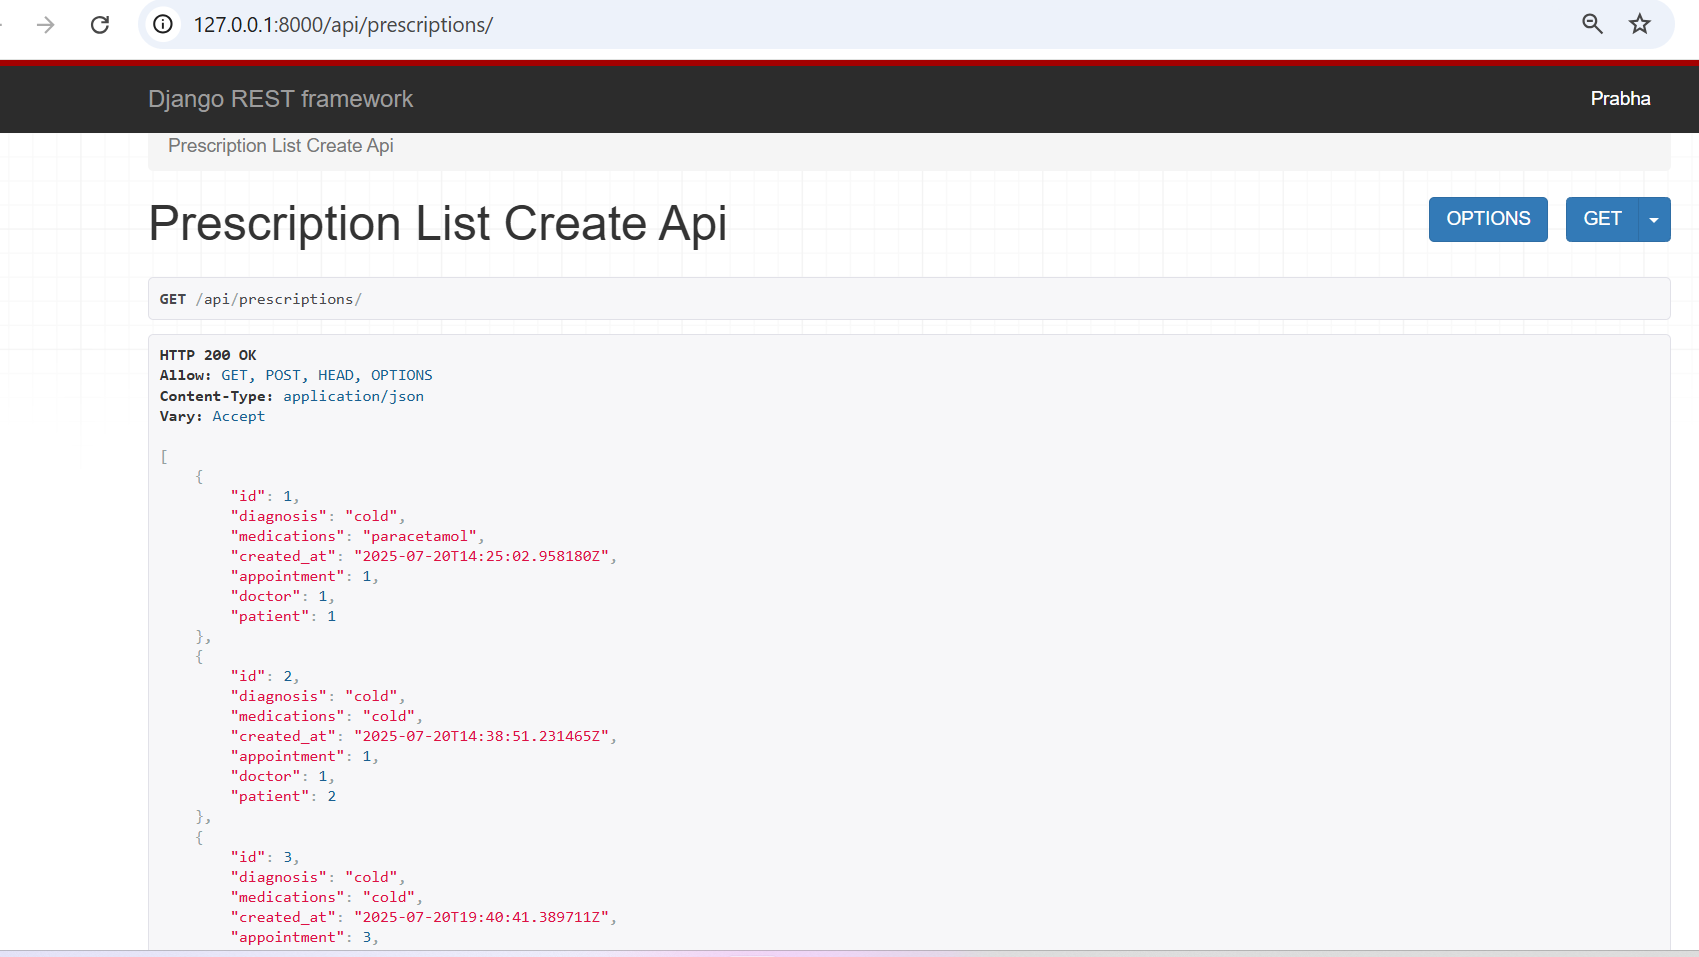 127.0.0.1:8000/api/prescriptions/
Django REST framework
Prabha
Prescription List Create Api
Prescription List Create Api
OPTIONS
GET
GET /api/prescriptions/
HTTP 200 OK
Allow: GET, POST, HEAD, OPTIONS
Content-Type: application/json
Vary: Accept
[
    {
        "id": 1,
        "diagnosis": "cold",
        "medications": "paracetamol",
        "created_at": "2025-07-20T14:25:02.958180Z",
        "appointment": 1,
        "doctor": 1,
        "patient": 1
    },
    {
        "id": 2,
        "diagnosis": "cold",
        "medications": "cold",
        "created_at": "2025-07-20T14:38:51.231465Z",
        "appointment": 1,
        "doctor": 1,
        "patient": 2
    },
    {
        "id": 3,
        "diagnosis": "cold",
        "medications": "cold",
        "created_at": "2025-07-20T19:40:41.389711Z",
        "appointment": 3,